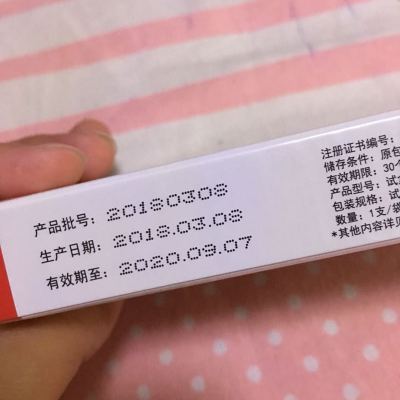 产品批号：20180308
生产日期：2018.03.08
有效期至：2020.09.07
注册证书编号：
储存条件：原包
有效期限：30个
产品型号：试
包装规格：试
数量：1支/袋
*其他内容详见